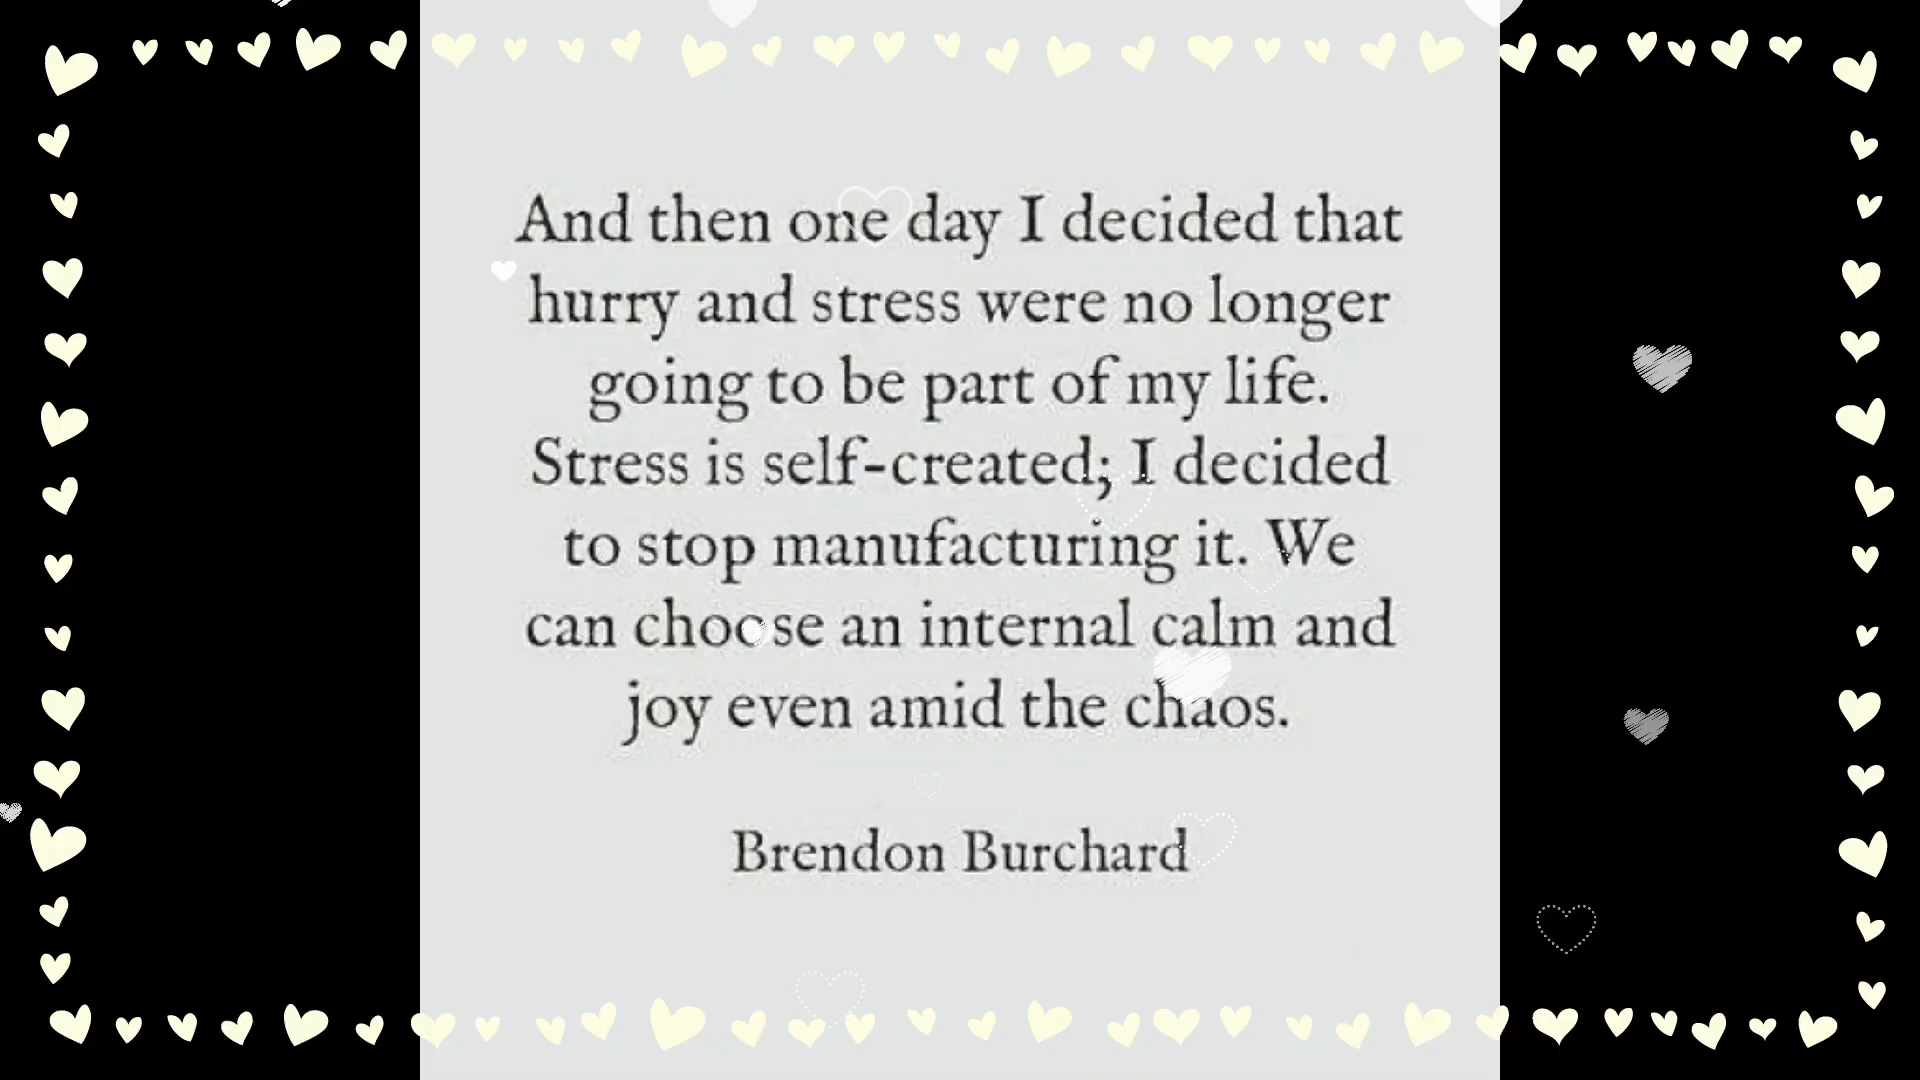 And then one day I decided that
hurry and stress were no longer
going to be part of my life.
Stress is self-created; I decided
to stop manufacturing it. We
can choose an internal calm and
joy even amid the chaos.
Brendon Burchard